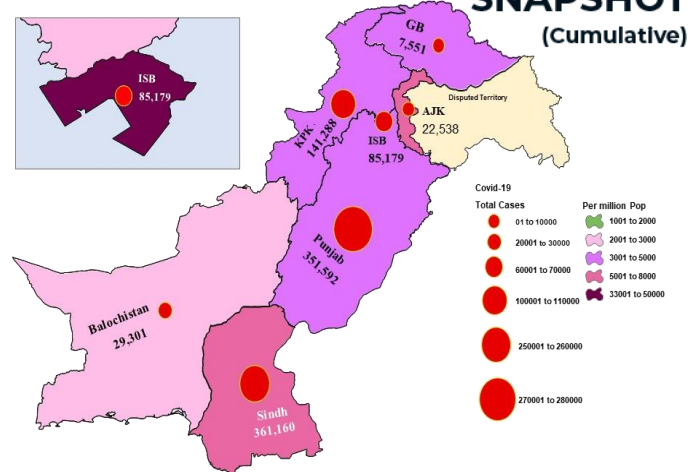 SNAPSHOT
(Cumulative)
ISB
85,179
GB
7,551
KPK
141,288
ISB
85,179
AJK
22,538
Disputed Territory
Punjab
351,592
Balochistan
29,301
Sindh
361,160
Covid-19
Total Cases
01 to 10000
20001 to 30000
60001 to 70000
100001 to 110000
250001 to 260000
270001 to 280000
Per million Pop
1001 to 2000
2001 to 3000
3001 to 5000
5001 to 8000
33001 to 50000